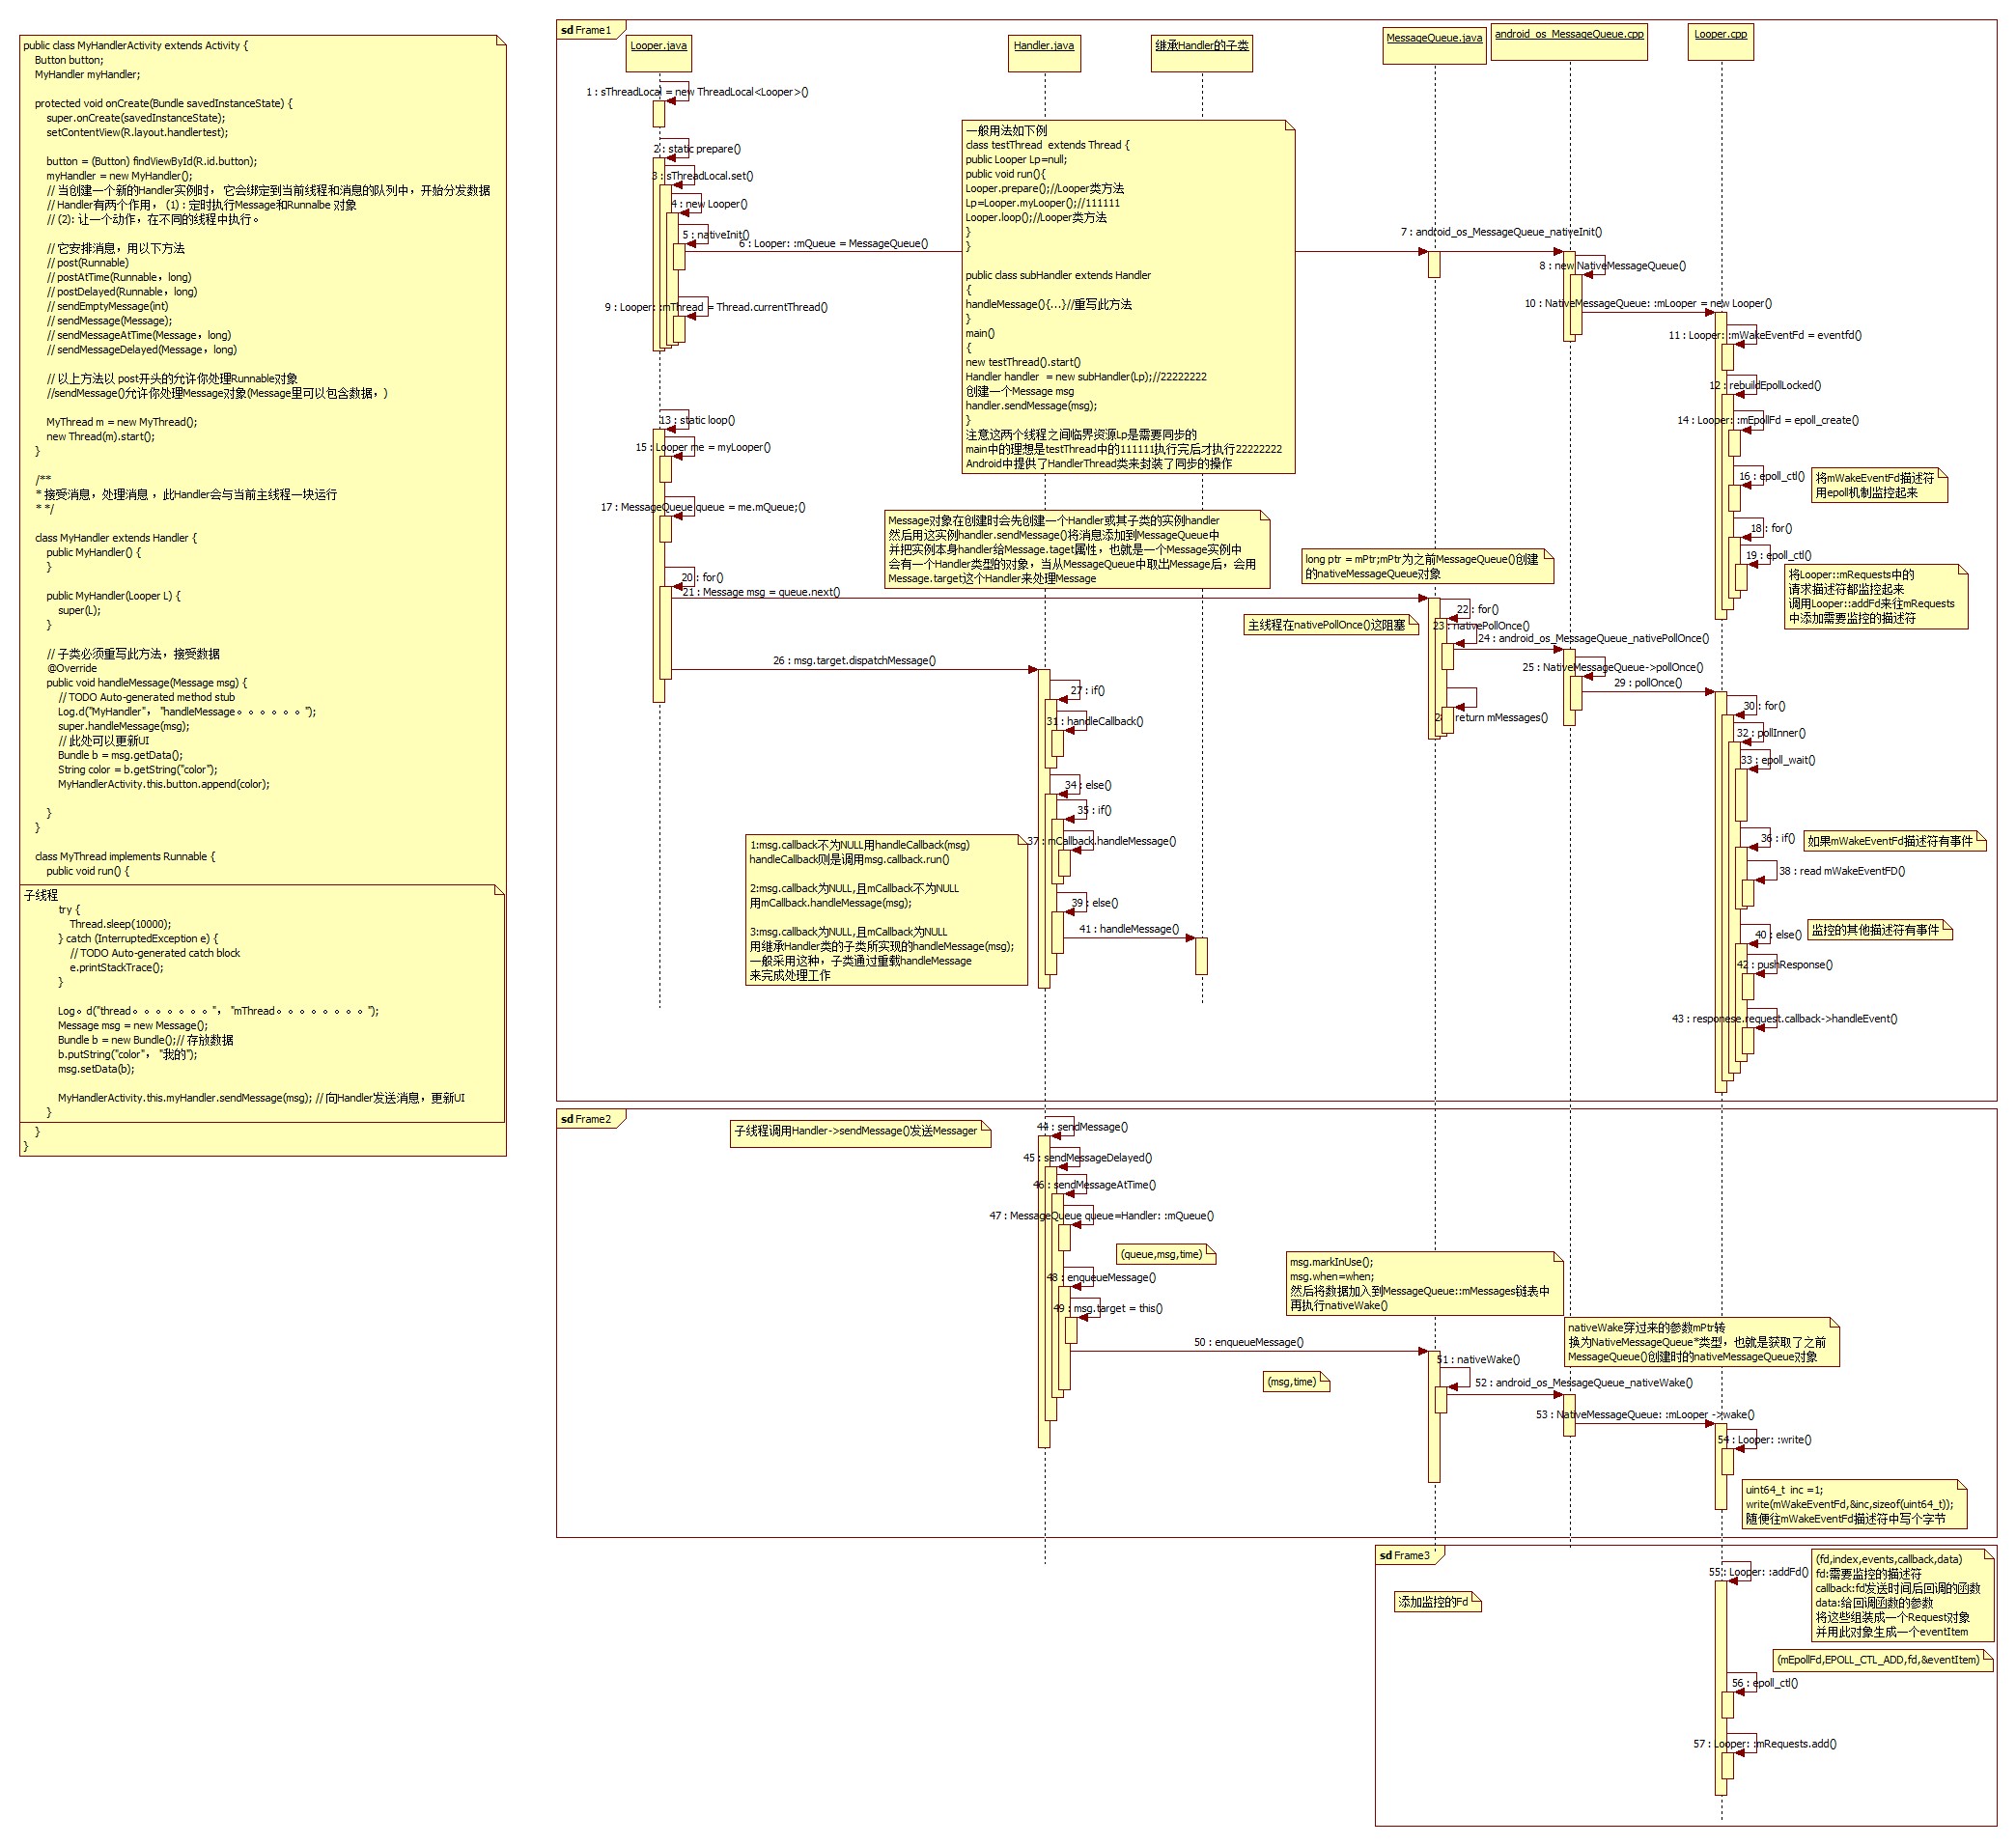 public class MyHandlerActivity extends Activity {
Button button;
MyHandler myHandler;
protected void onCreate(Bundle savedInstanceState) {
super.onCreate(savedInstanceState);
setContentView(R.layout.handlertest);
button = (Button) findViewById(R.id.button);
myHandler = new MyHandler();
// 当创建一个新的Handler实例时， 它会绑定到当前线程和消息的队列中，开始分发数据
// Handler有两个作用， (1) : 定时执行Message和Runnalbe 对象
// (2): 让一个动作，在不同的线程中执行。
// 它安排消息，用以下方法
// post(Runnable)
// postAtTime(Runnable，long)
// postDelayed(Runnable，long)
// sendEmptyMessage(int)
// sendMessage(Message);
// sendMessageAtTime(Message，long)
// sendMessageDelayed(Message，long)
// 以上方法以 post开头的允许你处理Runnable对象
//sendMessage()允许你处理Message对象(Message里可以包含数据，)
MyThread m = new MyThread();
new Thread(m).start();
}
/**
* 接受消息，处理消息 ，此Handler会与当前主线程一块运行
* */
class MyHandler extends Handler {
public MyHandler() {
}
public MyHandler(Looper L) {
super(L);
}
// 子类必须重写此方法，接受数据
@Override
public void handleMessage(Message msg) {
// TODO Auto-generated method stub
Log.d("MyHandler"， "handleMessage。。。。。。");
super.handleMessage(msg);
// 此处可以更新UI
Bundle b = msg.getData();
String color = b.getString("color");
MyHandlerActivity.this.button.append(color);
}
}
class MyThread implements Runnable {
public void run() {
子线程
try {
Thread.sleep(10000);
} catch (InterruptedException e) {
// TODO Auto-generated catch block
e.printStackTrace();
}
Log。d("thread。。。。。。。"， "mThread。。。。。。。。");
Message msg = new Message();
Bundle b = new Bundle();// 存放数据
b.putString("color"， "我的");
msg.setData(b);
MyHandlerActivity.this.myHandler.sendMessage(msg); // 向Handler发送消息，更新UI
}
}
}
sd Frame1
Looper.java
Handler.java
继承Handler的子类
MessageQueue.java
android_os_MessageQueue.cpp
Looper.cpp
1 : sThreadLocal = new ThreadLocal<Looper>()
2 : static prepare()
3 : sThreadLocal.set()
4 : new Looper()
5 : nativeInit()
6 : Looper: :mQueue = MessageQueue()
7 : android_os_MessageQueue_nativeInit()
8 : new NativeMessageQueue()
9 : Looper: :mThread = Thread.currentThread()
10 : NativeMessageQueue: :mLooper = new Looper()
11 : Looper: :mWakeEventFd = eventfd()
12 : rebuildEpollLocked()
13 : static loop()
14 : Looper: :mEpollFd = epoll_create()
15 : Looper me = myLooper()
16 : epoll_ctl()
将mWakeEventFd描述符
用epoll机制监控起来
17 : MessageQueue queue = me.mQueue;()
18 : for()
19 : epoll_ctl()
将Looper::mRequests中的
请求描述符都监控起来
调用Looper::addFd来往mRequests
中添加需要监控的描述符
一般用法如下例
class testThread extends Thread {
public Looper Lp=null;
public void run(){
Looper.prepare();//Looper类方法
Lp=Looper.myLooper();//111111
Looper.loop();//Looper类方法
}
}
public class subHandler extends Handler
{
handleMessage(){...}//重写此方法
}
main()
{
new testThread().start()
Handler handler = new subHandler(Lp);//22222222
创建一个Message msg
handler.sendMessage(msg);
}
注意这两个线程之间临界资源Lp是需要同步的
main中的理想是testThread中的111111执行完后才执行22222222
Android中提供了HandlerThread类来封装了同步的操作
Message对象在创建时会先创建一个Handler或其子类的实例handler
然后用这实例handler.sendMessage()将消息添加到MessageQueue中
并把实例本身handler给Message.taget属性，也就是一个Message实例中
会有一个Handler类型的对象，当从MessageQueue中取出Message后，会用
Message.target这个Handler来处理Message
long ptr = mPtr;mPtr为之前MessageQueue()创建
的nativeMessageQueue对象
20 : for()
21 : Message msg = queue.next()
主线程在nativePollOnce()这阻塞
22 : for()
23 : nativePollOnce()
24 : android_os_MessageQueue_nativePollOnce()
25 : NativeMessageQueue->pollOnce()
26 : msg.target.dispatchMessage()
27 : if()
28 : return mMessages()
29 : pollOnce()
30 : for()
31 : handleCallback()
32 : pollInner()
33 : epoll_wait()
34 : else()
35 : if()
36 : if()
如果mWakeEventFd描述符有事件
37 : mCallback.handleMessage()
38 : read mWakeEventFD()
39 : else()
40 : else()
监控的其他描述符有事件
41 : handleMessage()
42 : pushResponse()
43 : responese.request.callback->handleEvent()
1:msg.callback不为NULL用handleCallback(msg)
handleCallback则是调用msg.callback.run()
2:msg.callback为NULL,且mCallback不为NULL
用mCallback.handleMessage(msg);
3:msg.callback为NULL,且mCallback为NULL
用继承Handler类的子类所实现的handleMessage(msg);
一般采用这种，子类通过重载handleMessage
来完成处理工作
sd Frame2
子线程调用Handler->sendMessage()发送Messager
44 : sendMessage()
45 : sendMessageDelayed()
46 : sendMessageAtTime()
47 : MessageQueue queue=Handler: :mQueue()
(queue,msg,time)
48 : enqueueMessage()
49 : msg.target = this()
50 : enqueueMessage()
(msg,time)
msg.markInUse();
msg.when=when;
然后将数据加入到MessageQueue::mMessages链表中
再执行nativeWake()
nativeWake穿过来的参数mPtr转
换为NativeMessageQueue*类型，也就是获取了之前
MessageQueue()创建时的nativeMessageQueue对象
51 : nativeWake()
52 : android_os_MessageQueue_nativeWake()
53 : NativeMessageQueue: :mLooper ->wake()
54 : Looper: :write()
uint64_t inc =1;
write(mWakeEventFd,&inc,sizeof(uint64_t));
随便往mWakeEventFd描述符中写个字节
sd Frame3
添加监控的Fd
55 : Looper: :addFd()
(fd,index,events,callback,data)
fd:需要监控的描述符
callback:fd发送时间后回调的函数
data:给回调函数的参数
将这些组装成一个Request对象
并用此对象生成一个eventItem
(mEpollFd,EPOLL_CTL_ADD,fd,&eventItem)
56 : epoll_ctl()
57 : Looper: :mRequests.add()